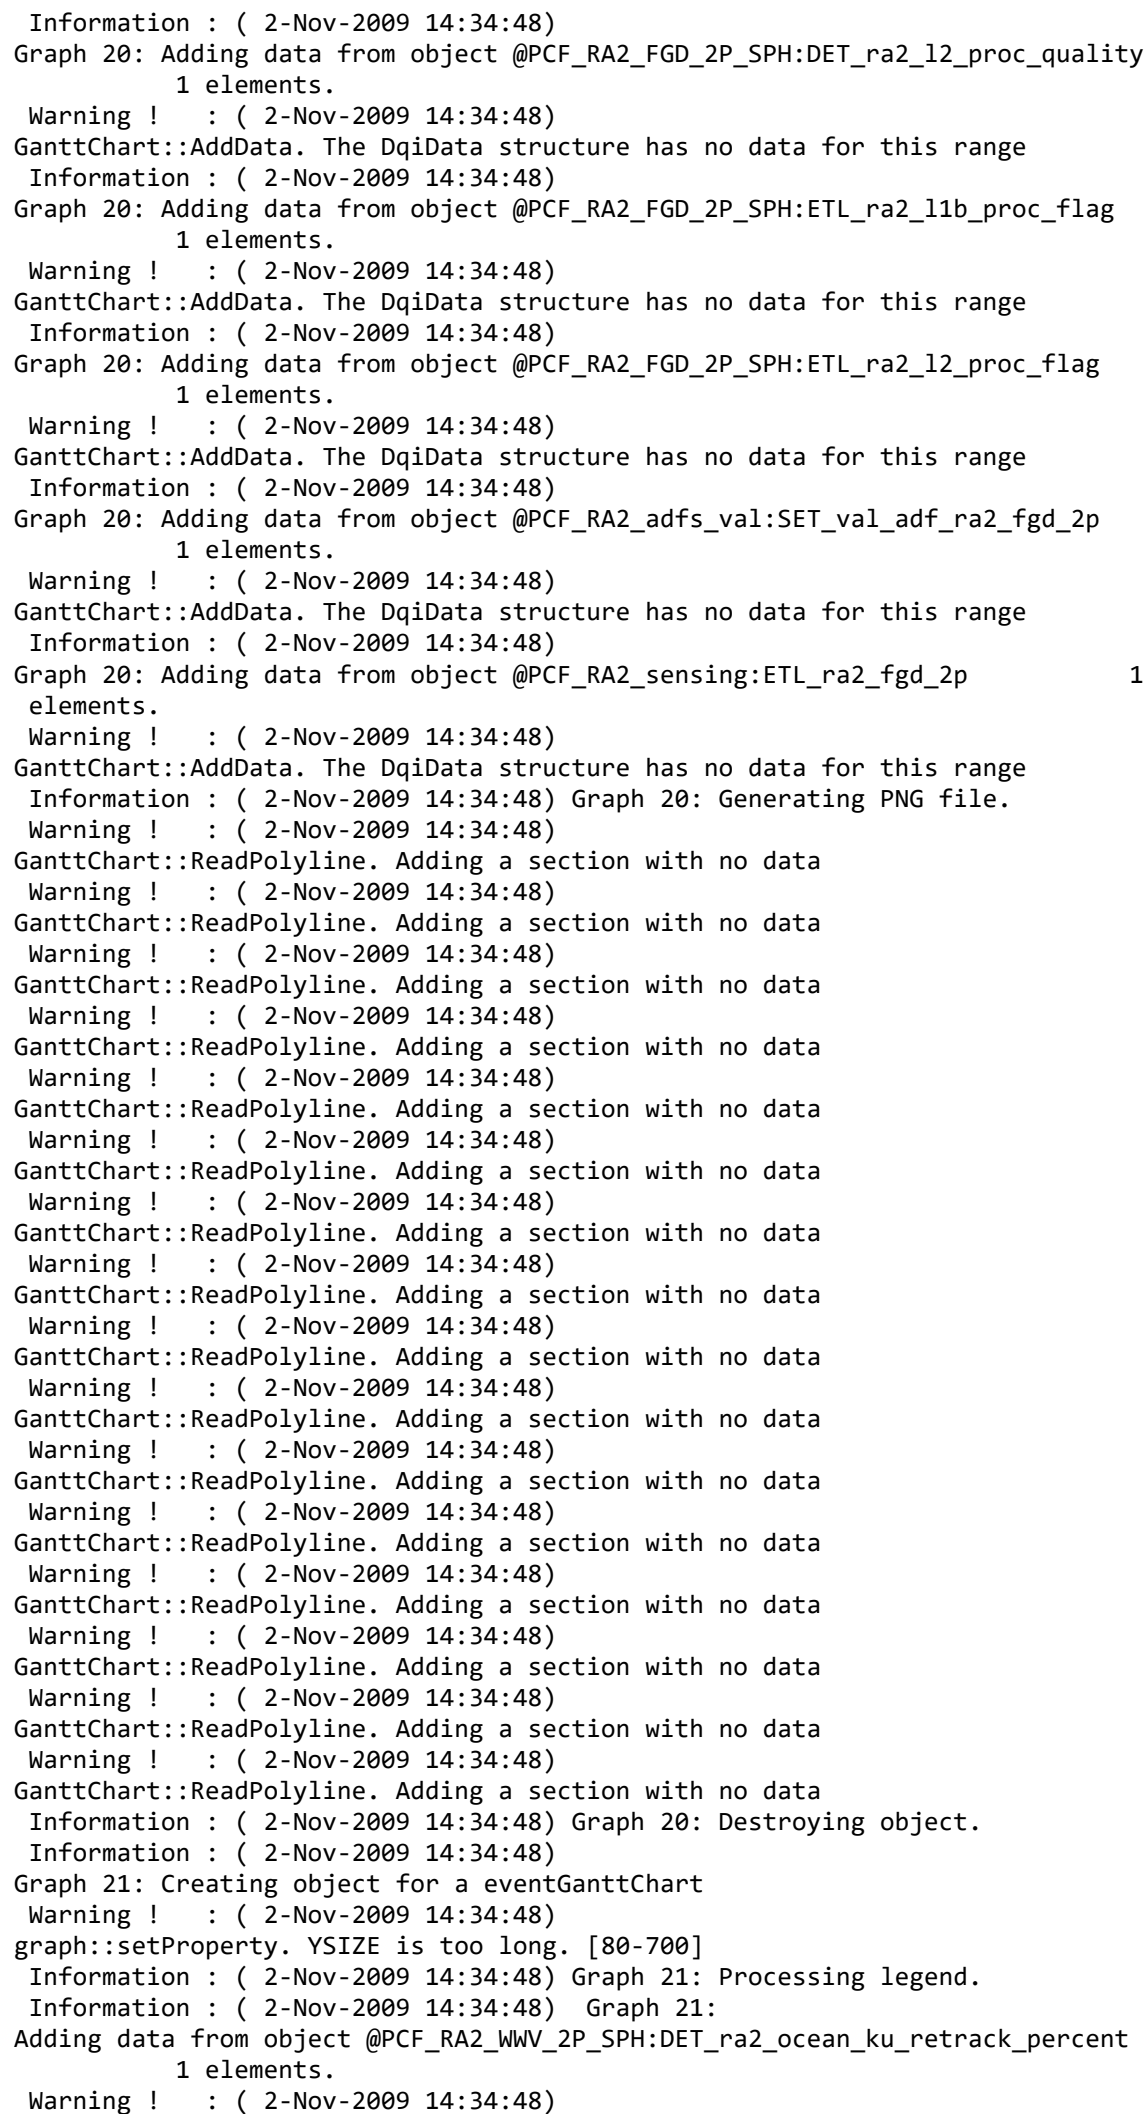 Information : ( 2-Nov-2009 14:34:48)
Graph 20: Adding data from object @PCF_RA2_FGD_2P_SPH:DET_ra2_l2_proc_quality
1 elements.
Warning !   : ( 2-Nov-2009 14:34:48)
GanttChart::AddData. The DqiData structure has no data for this range
Information : ( 2-Nov-2009 14:34:48)
Graph 20: Adding data from object @PCF_RA2_FGD_2P_SPH:ETL_ra2_l1b_proc_flag
1 elements.
Warning !   : ( 2-Nov-2009 14:34:48)
GanttChart::AddData. The DqiData structure has no data for this range
Information : ( 2-Nov-2009 14:34:48)
Graph 20: Adding data from object @PCF_RA2_FGD_2P_SPH:ETL_ra2_l2_proc_flag
1 elements.
Warning !   : ( 2-Nov-2009 14:34:48)
GanttChart::AddData. The DqiData structure has no data for this range
Information : ( 2-Nov-2009 14:34:48)
Graph 20: Adding data from object @PCF_RA2_adfs_val:SET_val_adf_ra2_fgd_2p
1 elements.
Warning !   : ( 2-Nov-2009 14:34:48)
GanttChart::AddData. The DqiData structure has no data for this range
Information : ( 2-Nov-2009 14:34:48)
Graph 20: Adding data from object @PCF_RA2_sensing:ETL_ra2_fgd_2p           1
elements.
Warning !   : ( 2-Nov-2009 14:34:48)
GanttChart::AddData. The DqiData structure has no data for this range
Information : ( 2-Nov-2009 14:34:48) Graph 20: Generating PNG file.
Warning !   : ( 2-Nov-2009 14:34:48)
GanttChart::ReadPolyline. Adding a section with no data
Warning !   : ( 2-Nov-2009 14:34:48)
GanttChart::ReadPolyline. Adding a section with no data
Warning !   : ( 2-Nov-2009 14:34:48)
GanttChart::ReadPolyline. Adding a section with no data
Warning !   : ( 2-Nov-2009 14:34:48)
GanttChart::ReadPolyline. Adding a section with no data
Warning !   : ( 2-Nov-2009 14:34:48)
GanttChart::ReadPolyline. Adding a section with no data
Warning !   : ( 2-Nov-2009 14:34:48)
GanttChart::ReadPolyline. Adding a section with no data
Warning !   : ( 2-Nov-2009 14:34:48)
GanttChart::ReadPolyline. Adding a section with no data
Warning !   : ( 2-Nov-2009 14:34:48)
GanttChart::ReadPolyline. Adding a section with no data
Warning !   : ( 2-Nov-2009 14:34:48)
GanttChart::ReadPolyline. Adding a section with no data
Warning !   : ( 2-Nov-2009 14:34:48)
GanttChart::ReadPolyline. Adding a section with no data
Warning !   : ( 2-Nov-2009 14:34:48)
GanttChart::ReadPolyline. Adding a section with no data
Warning !   : ( 2-Nov-2009 14:34:48)
GanttChart::ReadPolyline. Adding a section with no data
Warning !   : ( 2-Nov-2009 14:34:48)
GanttChart::ReadPolyline. Adding a section with no data
Warning !   : ( 2-Nov-2009 14:34:48)
GanttChart::ReadPolyline. Adding a section with no data
Warning !   : ( 2-Nov-2009 14:34:48)
GanttChart::ReadPolyline. Adding a section with no data
Warning !   : ( 2-Nov-2009 14:34:48)
GanttChart::ReadPolyline. Adding a section with no data
Information : ( 2-Nov-2009 14:34:48) Graph 20: Destroying object.
Information : ( 2-Nov-2009 14:34:48)
Graph 21: Creating object for a eventGanttChart
Warning !   : ( 2-Nov-2009 14:34:48)
graph::setProperty. YSIZE is too long. [80-700]
Information : ( 2-Nov-2009 14:34:48) Graph 21: Processing legend.
Information : ( 2-Nov-2009 14:34:48)  Graph 21:
Adding data from object @PCF_RA2_WWV_2P_SPH:DET_ra2_ocean_ku_retrack_percent
1 elements.
Warning !   : ( 2-Nov-2009 14:34:48)